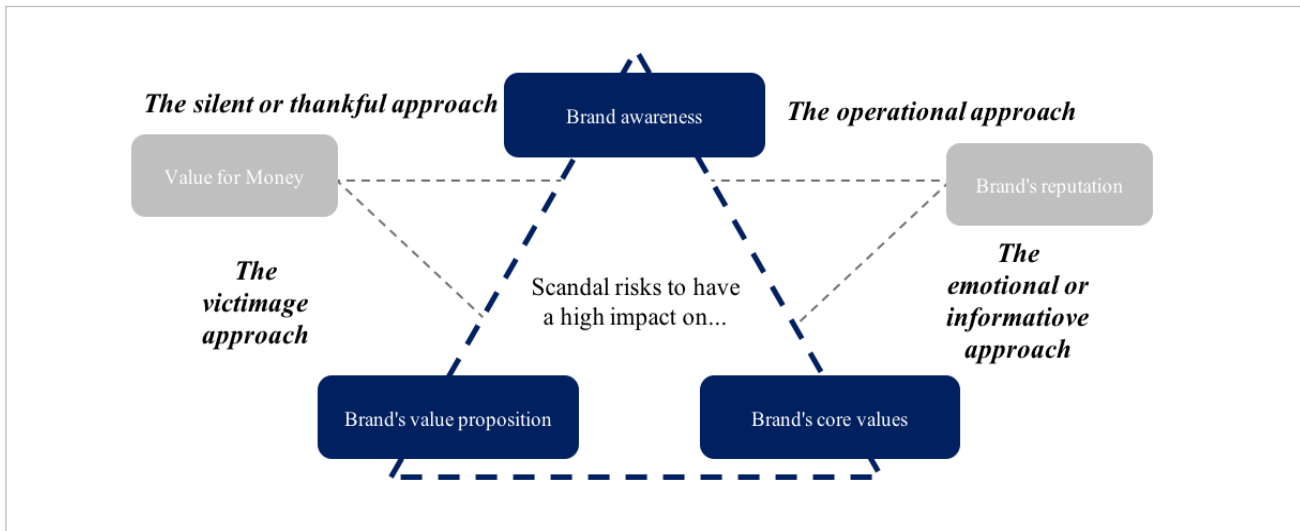 The silent or thankful approach
Brand awareness
The operational approach
Value for Money
Brand's reputation
The
victimage
approach
Scandal risks to have
a high impact on...
The
emotional or
informatiove
approach
Brand's value proposition
Brand's core values